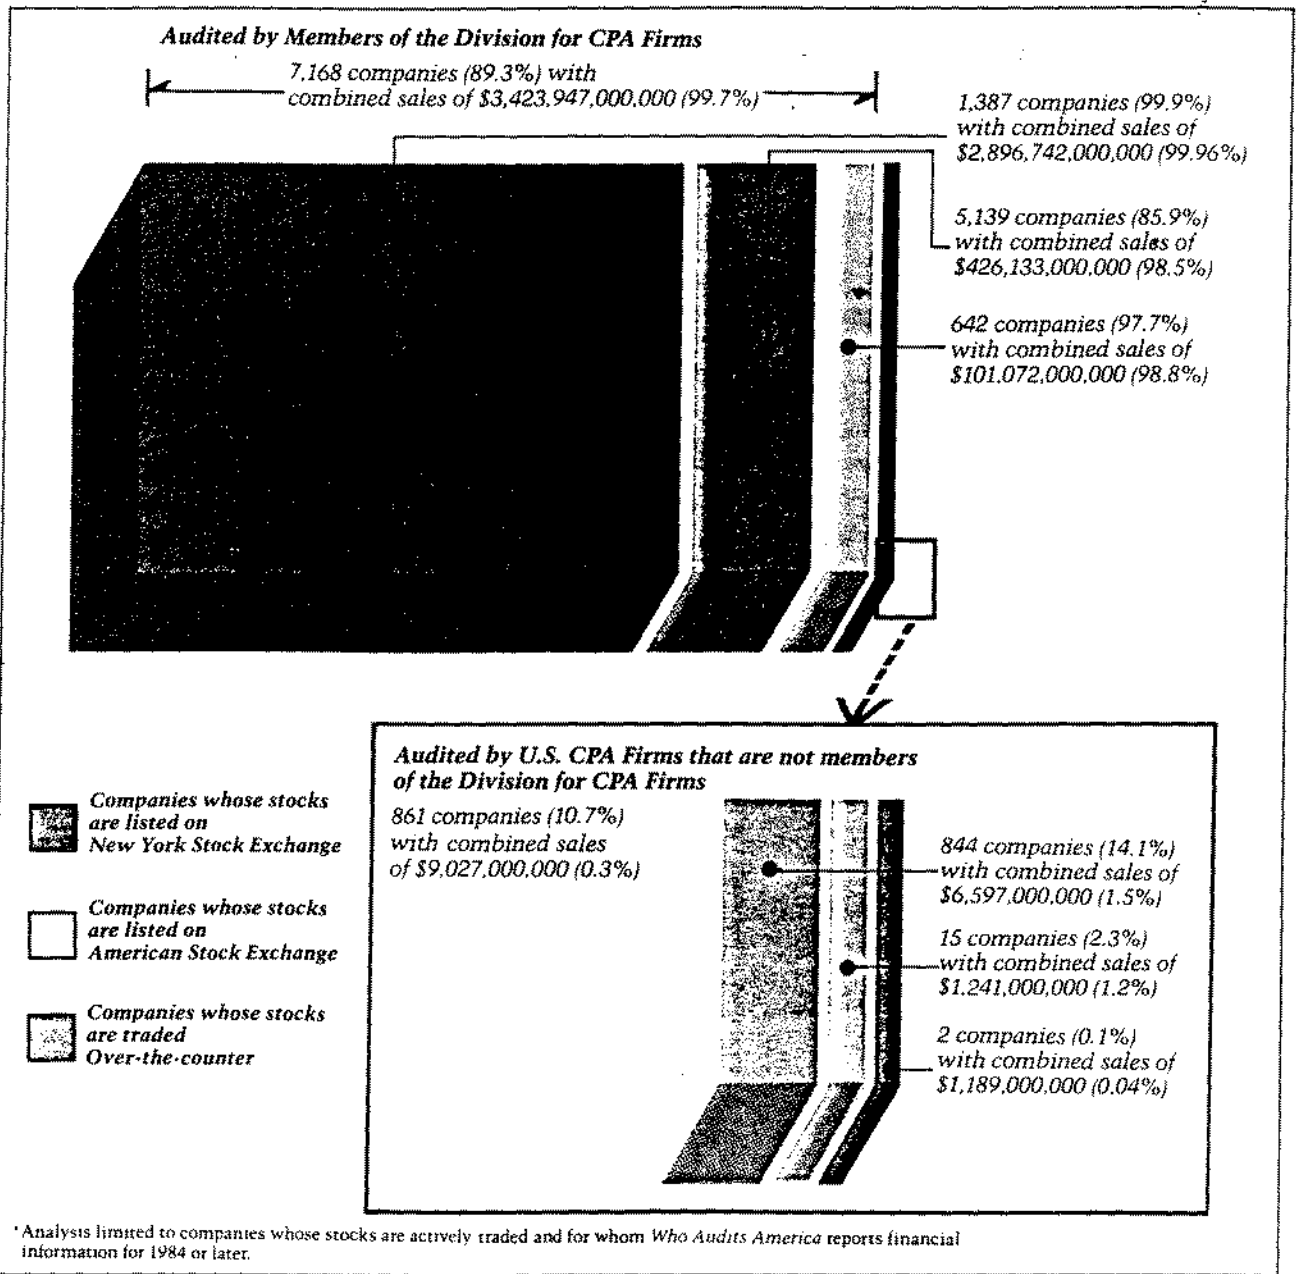 Audited by Members of the Division for CPA Firms
7,168 companies (89.3%) with
combined sales of $3,423,947,000,000 (99.7%)
1,387 companies (99.9%)
with combined sales of
$2,896,742,000,000 (99.96%)
5,139 companies (85.9%)
with combined sales of
$426,133,000,000 (98.5%)
642 companies (97.7%)
with combined sales of
$101,072,000,000 (98.8%)
Companies whose stocks
are listed on
New York Stock Exchange
Companies whose stocks
are listed on
American Stock Exchange
Companies whose stocks
are traded
Over-the-counter
Audited by U.S. CPA Firms that are not members
of the Division for CPA Firms
861 companies (10.7%)
with combined sales
of $9,027,000,000 (0.3%)
844 companies (14.1%)
with combined sales of
$6,597,000,000 (1.5%)
15 companies (2.3%)
with combined sales of
$1,241,000,000 (1.2%)
2 companies (0.1%)
with combined sales of
$1,189,000,000 (0.04%)
*Analysis limited to companies whose stocks are actively traded and for whom Who Audits America reports financial
information for 1984 or later.